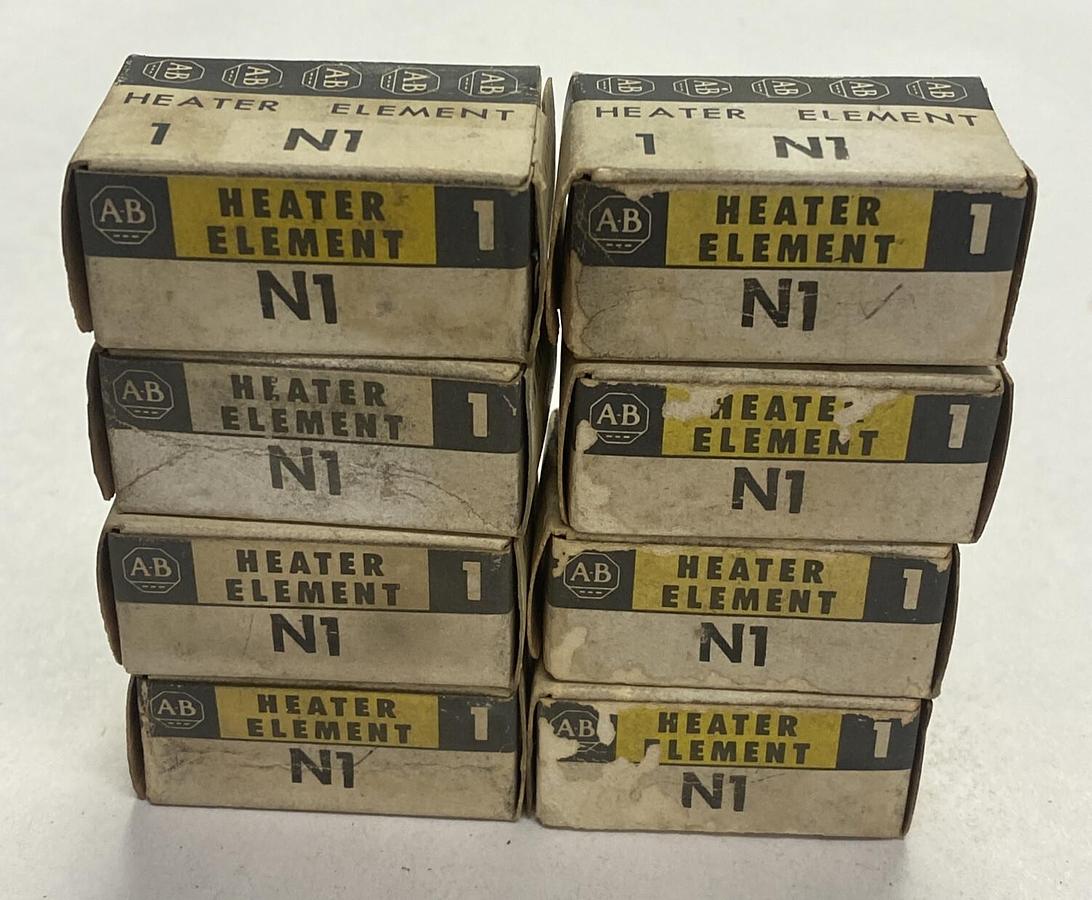 AB AB AB AB AB
HEATER ELEMENT
1 N1
A-B HEATER ELEMENT 1
N1
AB AB AB AB AB
HEATER ELEMENT
1 N1
A-B HEATER ELEMENT 1
N1
A-B HEATER ELEMENT 1
N1
A-B HEATER ELEMENT 1
N1
A-B HEATER ELEMENT 1
N1
A-B HEATER ELEMENT 1
N1
A-B HEATER ELEMENT 1
N1
A-B HEATER ELEMENT 1
N1